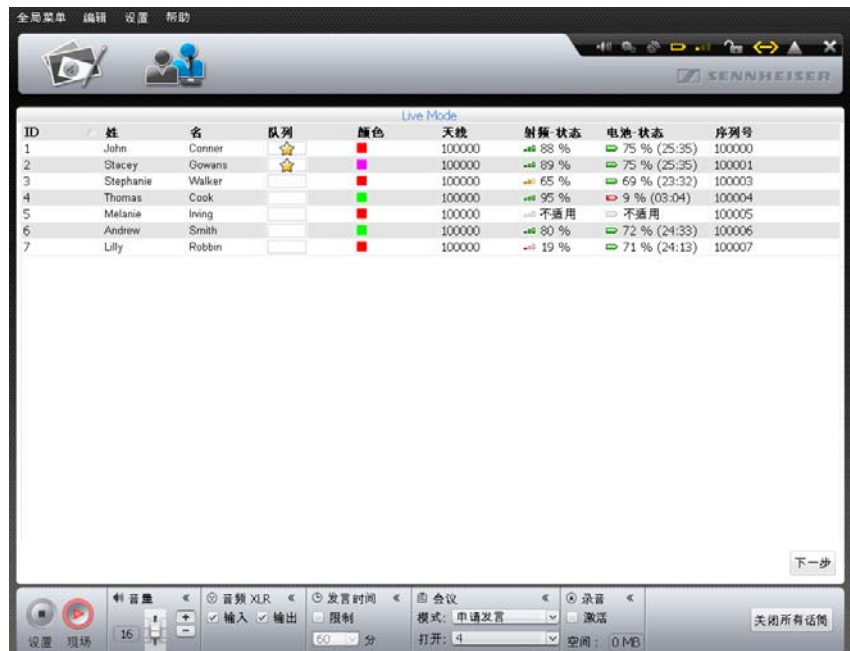 全局菜单 编辑 设置 帮助
SENNHEISER
Live Mode
ID 姓 名 队列 颜色 天线 射频-状态 电池-状态 序列号
1 John Conner 100000 88 % 75 % (25:35) 100000
2 Stacey Gowans 100000 89 % 75 % (25:35) 100001
3 Stephanie Walker 100000 65 % 69 % (23:32) 100003
4 Thomas Cook 100000 95 % 9 % (03:04) 100004
5 Melanie Irving 100000 不适用 不适用 100005
6 Andrew Smith 100000 80 % 72 % (24:33) 100006
7 Lilly Robbin 100000 19 % 71 % (24:13) 100007
下一步
音量 « 音频 XLR « 发言时间 « 会议 « 录音 «
输入 输出 限制 模式: 申请发言 激活
关闭所有话筒
设置 现场 16 60 分 打开: 4 空间: 0 MB